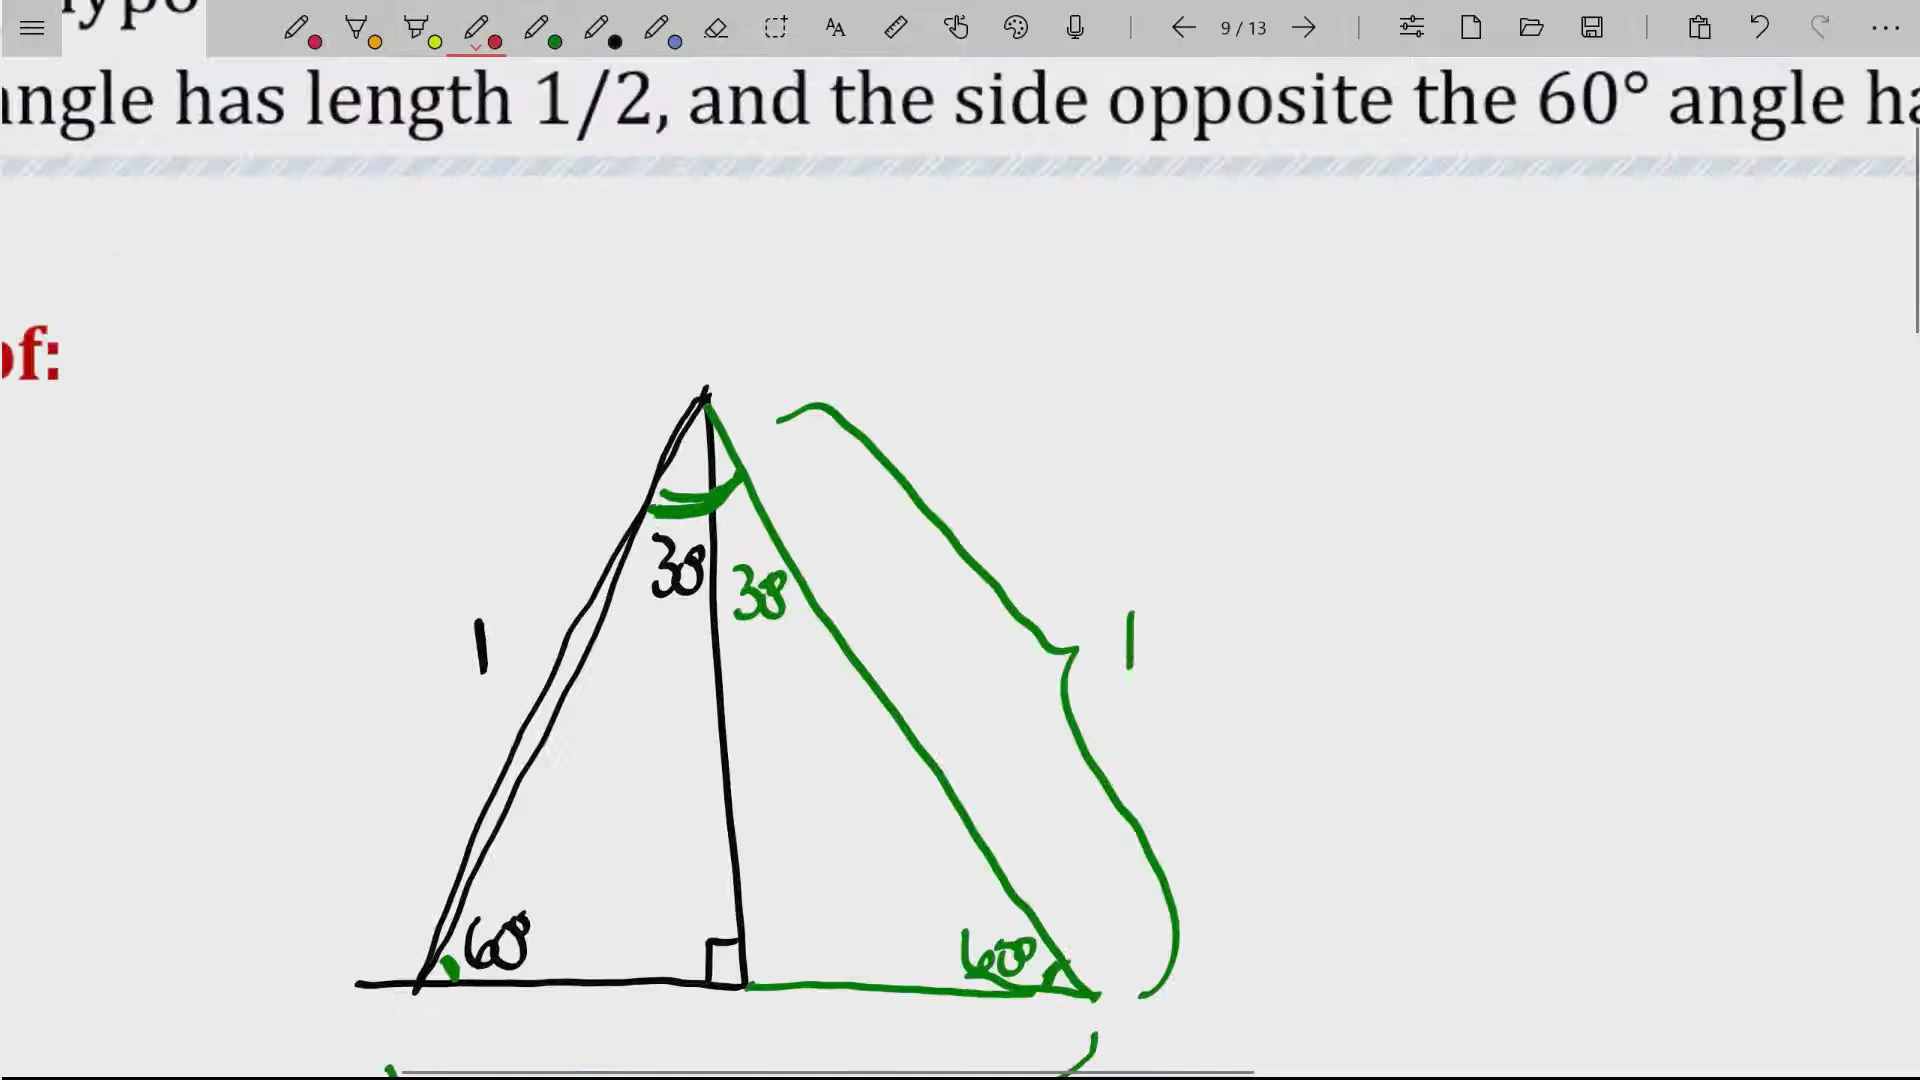 9 / 13
angle has length 1/2, and the side opposite the 60° angle ha
of:
30° 30°
1 1
60° 60°